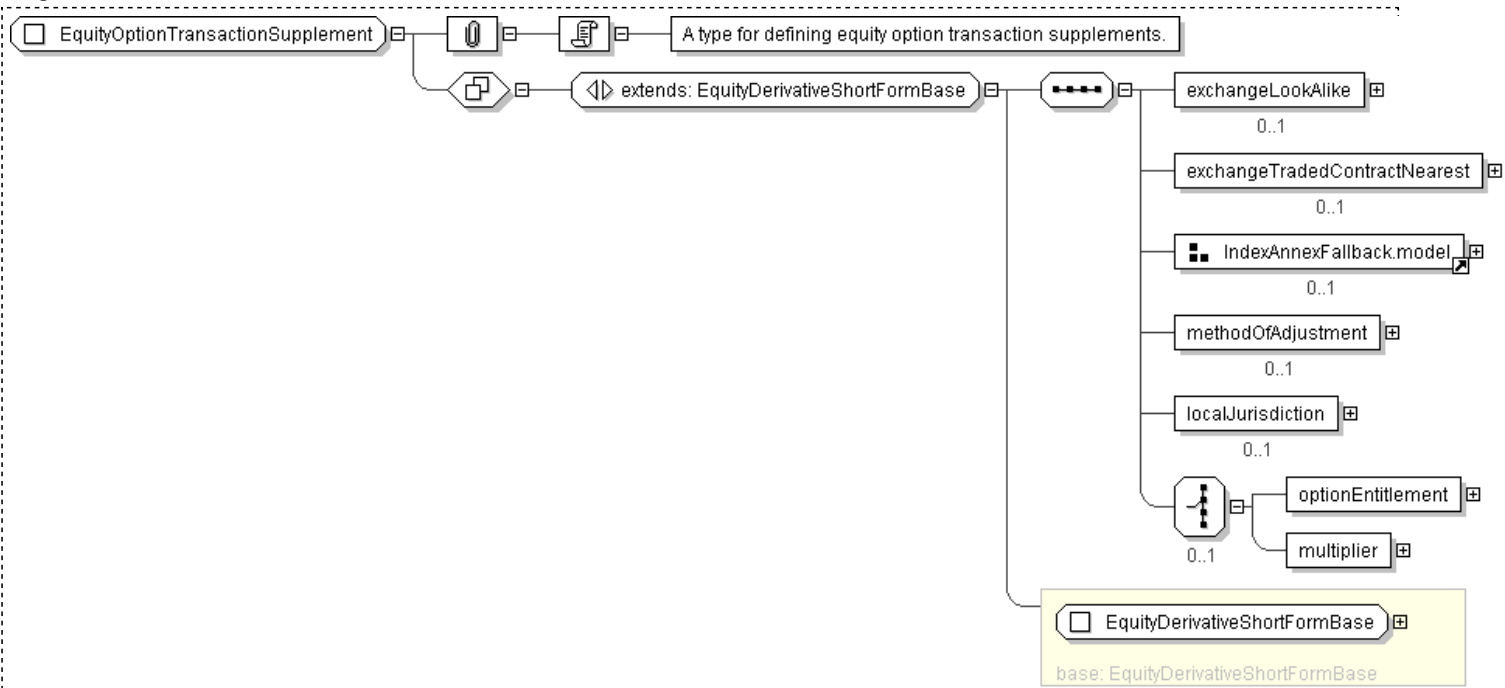 EquityOptionTransactionSupplement
A type for defining equity option transaction supplements.
extends: EquityDerivativeShortFormBase
exchangeLookAlike
0..1
exchangeTradedContractNearest
0..1
IndexAnnexFallback.model
0..1
methodOfAdjustment
0..1
localJurisdiction
0..1
optionEntitlement
multiplier
0..1
EquityDerivativeShortFormBase
base: EquityDerivativeShortFormBase